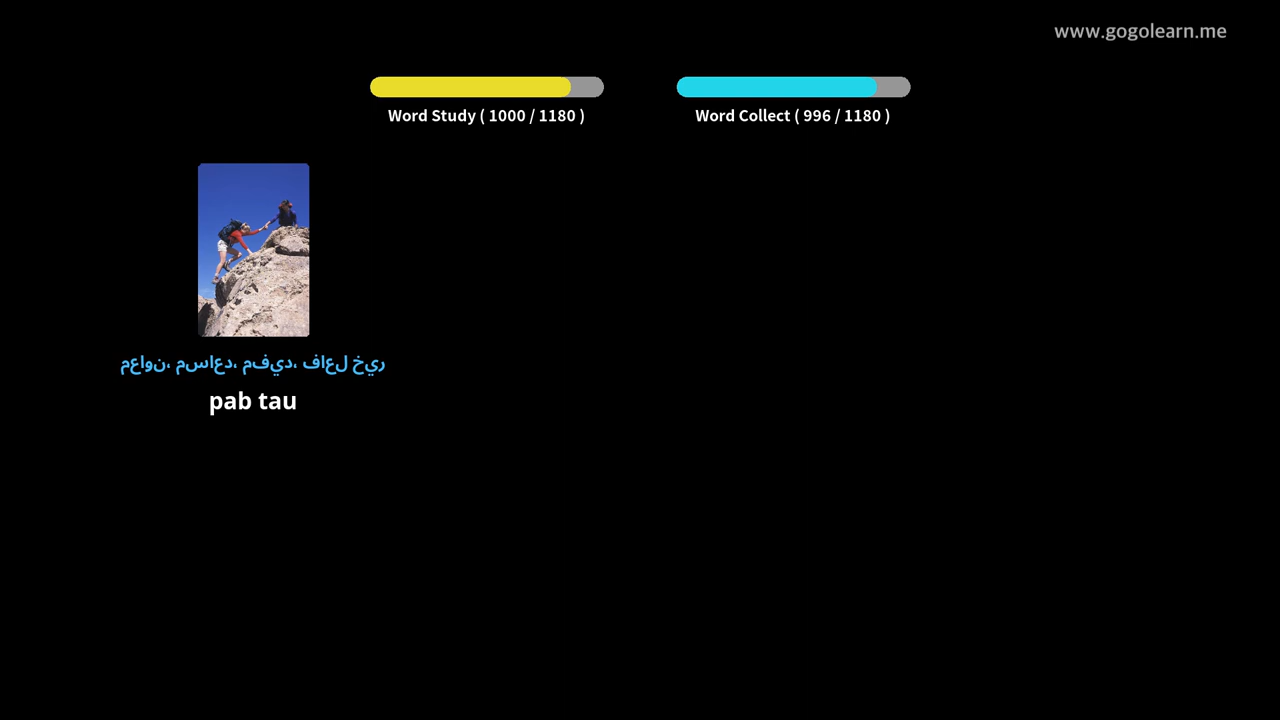 www.gogolearn.me
Word Study ( 1000 / 1180 )
Word Collect ( 996 / 1180 )
معاون، مساعد، مفيد، فاعل خير
pab tau